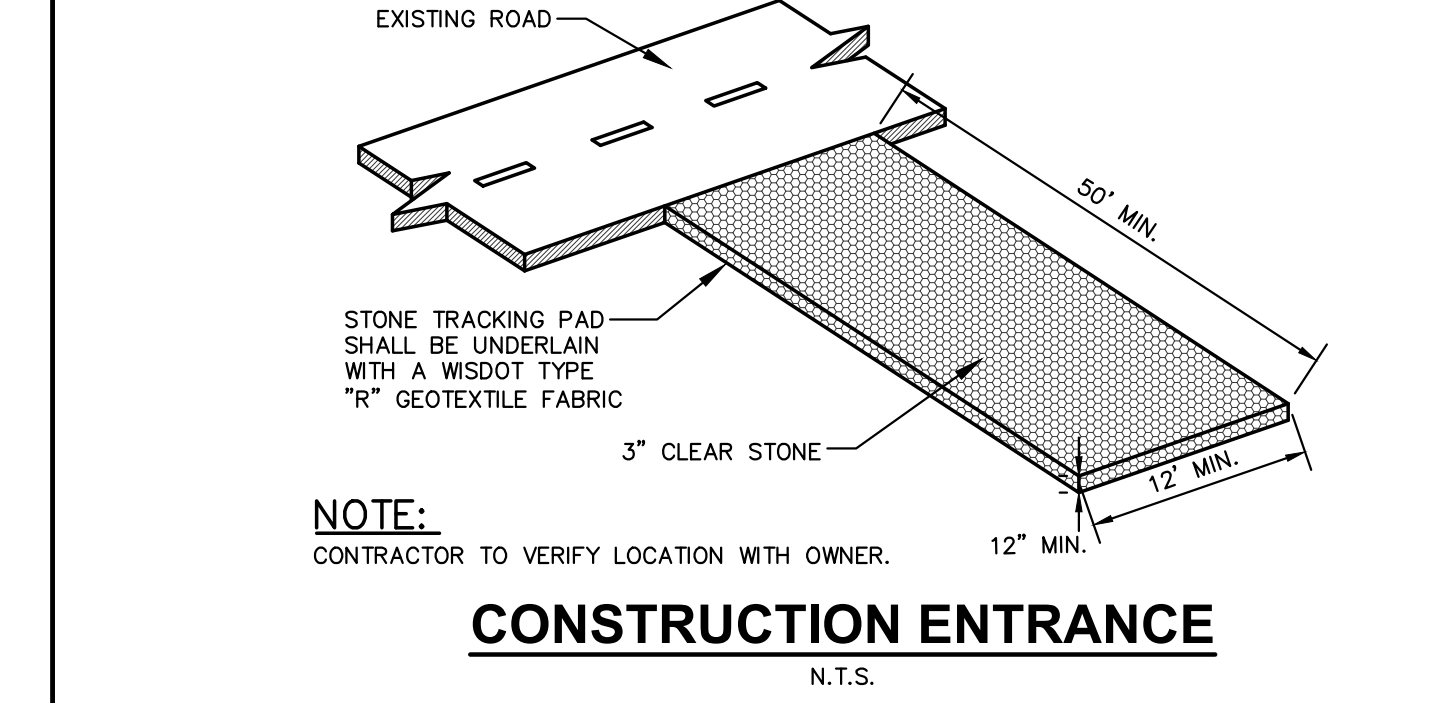 EXISTING ROAD
50' MIN.
STONE TRACKING PAD
SHALL BE UNDERLAIN
WITH A WISDOT TYPE
"R" GEOTEXTILE FABRIC
3" CLEAR STONE
12' MIN.
12" MIN.
NOTE:
CONTRACTOR TO VERIFY LOCATION WITH OWNER.
CONSTRUCTION ENTRANCE
N.T.S.